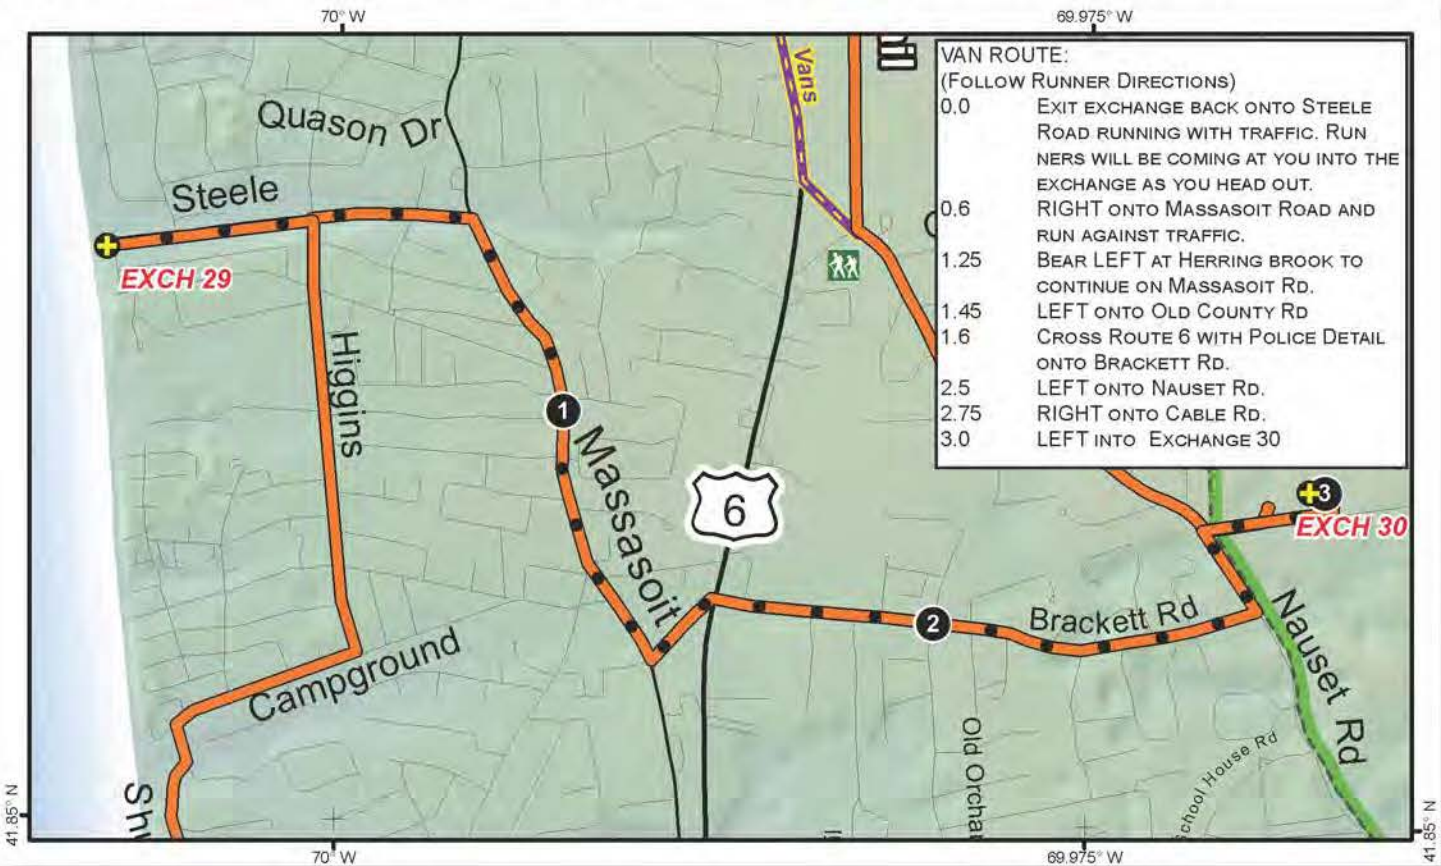 70° W
69.975° W
Quason Dr
Steele
EXCH 29
Higgins
Massasoit
1
Campground
Vans
6
2
Brackett Rd
3
EXCH 30
Nauset Rd
School House Rd
VAN ROUTE:
(FOLLOW RUNNER DIRECTIONS)
0.0 EXIT EXCHANGE BACK ONTO STEELE
ROAD RUNNING WITH TRAFFIC. RUN
NERS WILL BE COMING AT YOU INTO THE
EXCHANGE AS YOU HEAD OUT.
0.6 RIGHT ONTO MASSASOIT ROAD AND
RUN AGAINST TRAFFIC.
1.25 BEAR LEFT AT HERRING BROOK TO
CONTINUE ON MASSASOIT RD.
1.45 LEFT ONTO OLD COUNTY RD
1.6 CROSS ROUTE 6 WITH POLICE DETAIL
ONTO BRACKETT RD.
2.5 LEFT ONTO NAUSET RD.
2.75 RIGHT ONTO CABLE RD.
3.0 LEFT INTO EXCHANGE 30
Old Orchar
41.85° N
41.85° N
70° W
69.975° W